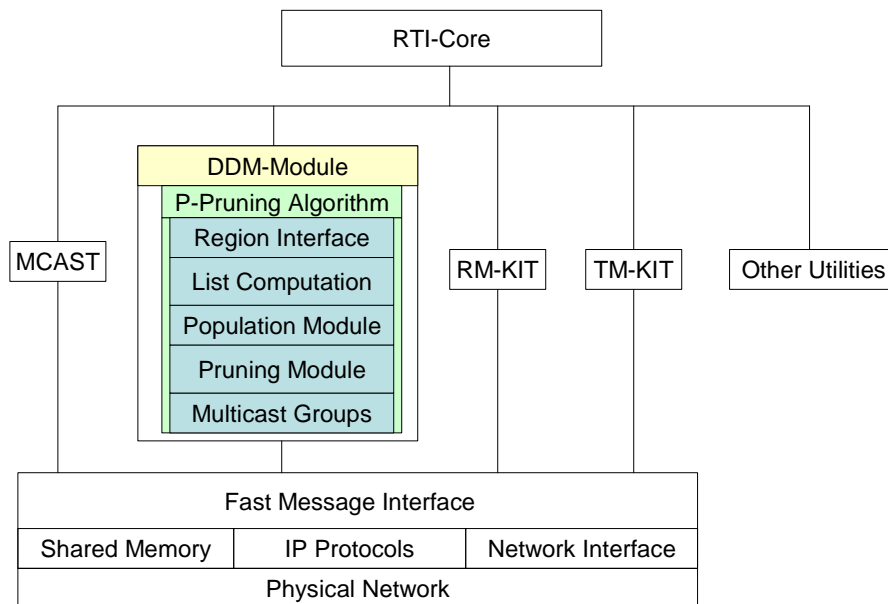 RTI-Core
DDM-Module
P-Pruning Algorithm
Region Interface
List Computation
Population Module
Pruning Module
Multicast Groups
MCAST
RM-KIT
TM-KIT
Other Utilities
Fast Message Interface
Shared Memory
IP Protocols
Network Interface
Physical Network